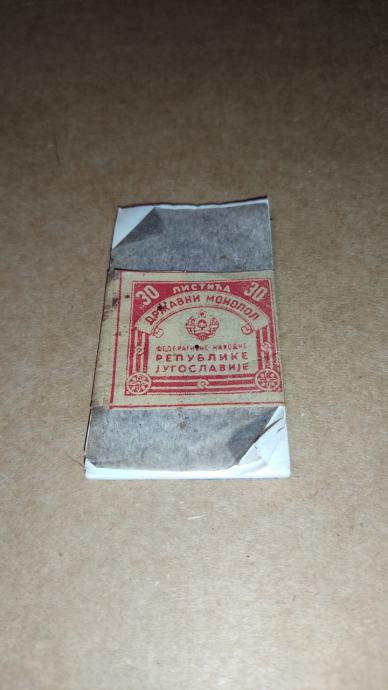 30 ЛИСТИЋА 30
ДРЖАВНИ МОНОПОЛ
ФЕДЕРАТИВНЕ НАРОДНЕ
РЕПУБЛИКЕ
ЈУГОСЛАВИЈЕ